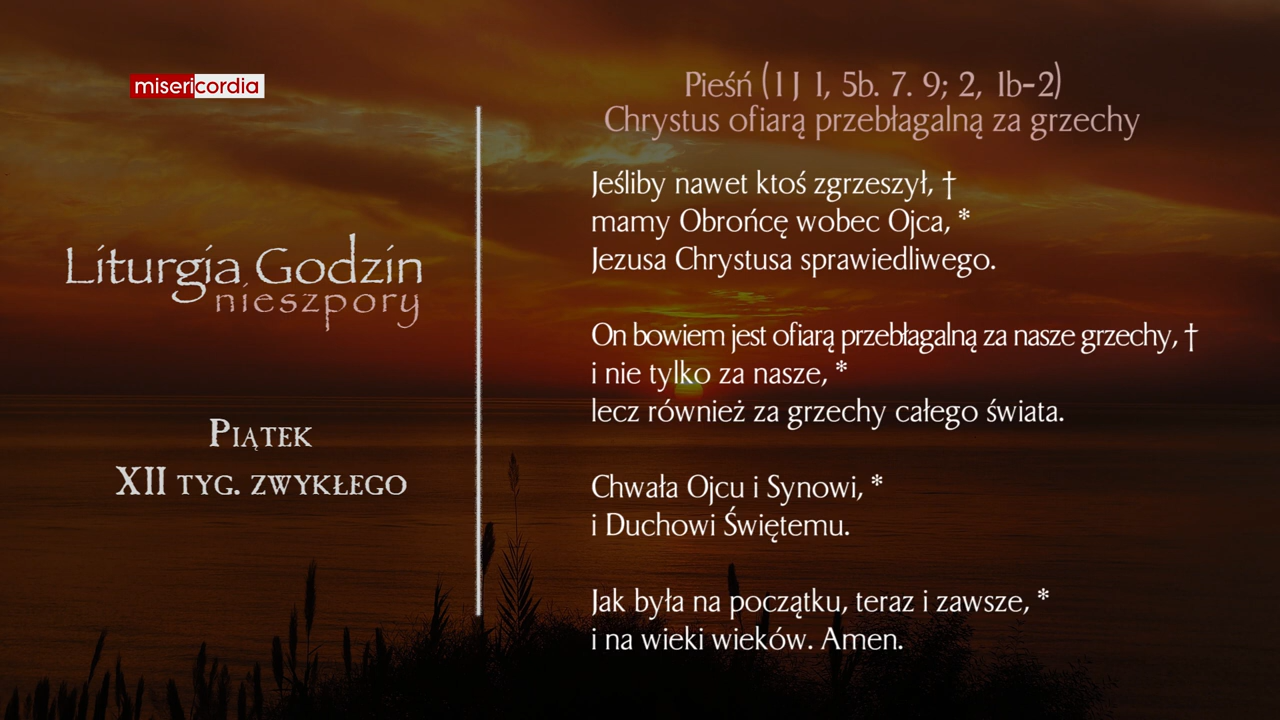 misericordia
Liturgia Godzin
nieszpory
Piątek
XII tyg. zwykłego
Pieśń (1 J 1, 5b. 7. 9; 2, 1b-2)
Chrystus ofiarą przebłagalną za grzechy
Jeśliby nawet ktoś zgrzeszył, †
mamy Obrońcę wobec Ojca, *
Jezusa Chrystusa sprawiedliwego.
On bowiem jest ofiarą przebłagalną za nasze grzechy, †
i nie tylko za nasze, *
lecz również za grzechy całego świata.
Chwała Ojcu i Synowi, *
i Duchowi Świętemu.
Jak była na początku, teraz i zawsze, *
i na wieki wieków. Amen.